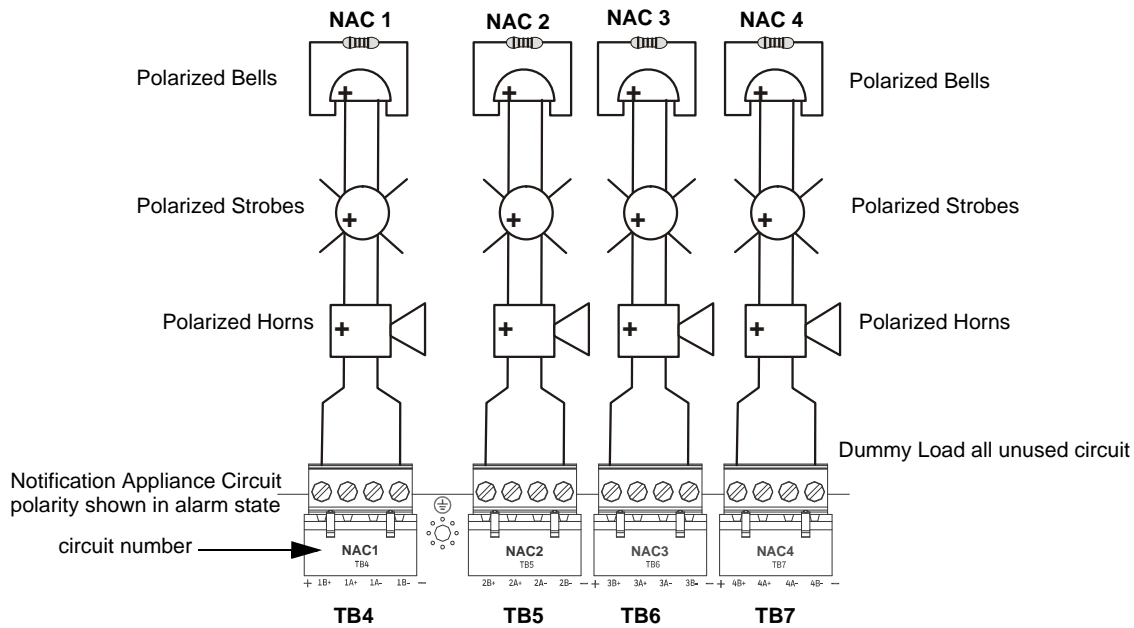 NAC 1 NAC 2 NAC 3 NAC 4
Polarized Bells
Polarized Bells
+ + + +
Polarized Strobes
Polarized Strobes
+ + + +
Polarized Horns
Polarized Horns
+ + + +
Dummy Load all unused circuit
Notification Appliance Circuit
polarity shown in alarm state
circuit number
NAC1 NAC2 NAC3 NAC4
TB4 TB5 TB6 TB7
+ 1B+ 1A+ 1A- 1B- — 2B+ 2A+ 2A- 2B- — + 3B+ 3A+ 3A- 3B- — + 4B+ 4A+ 4A- 4B- —
TB4 TB5 TB6 TB7